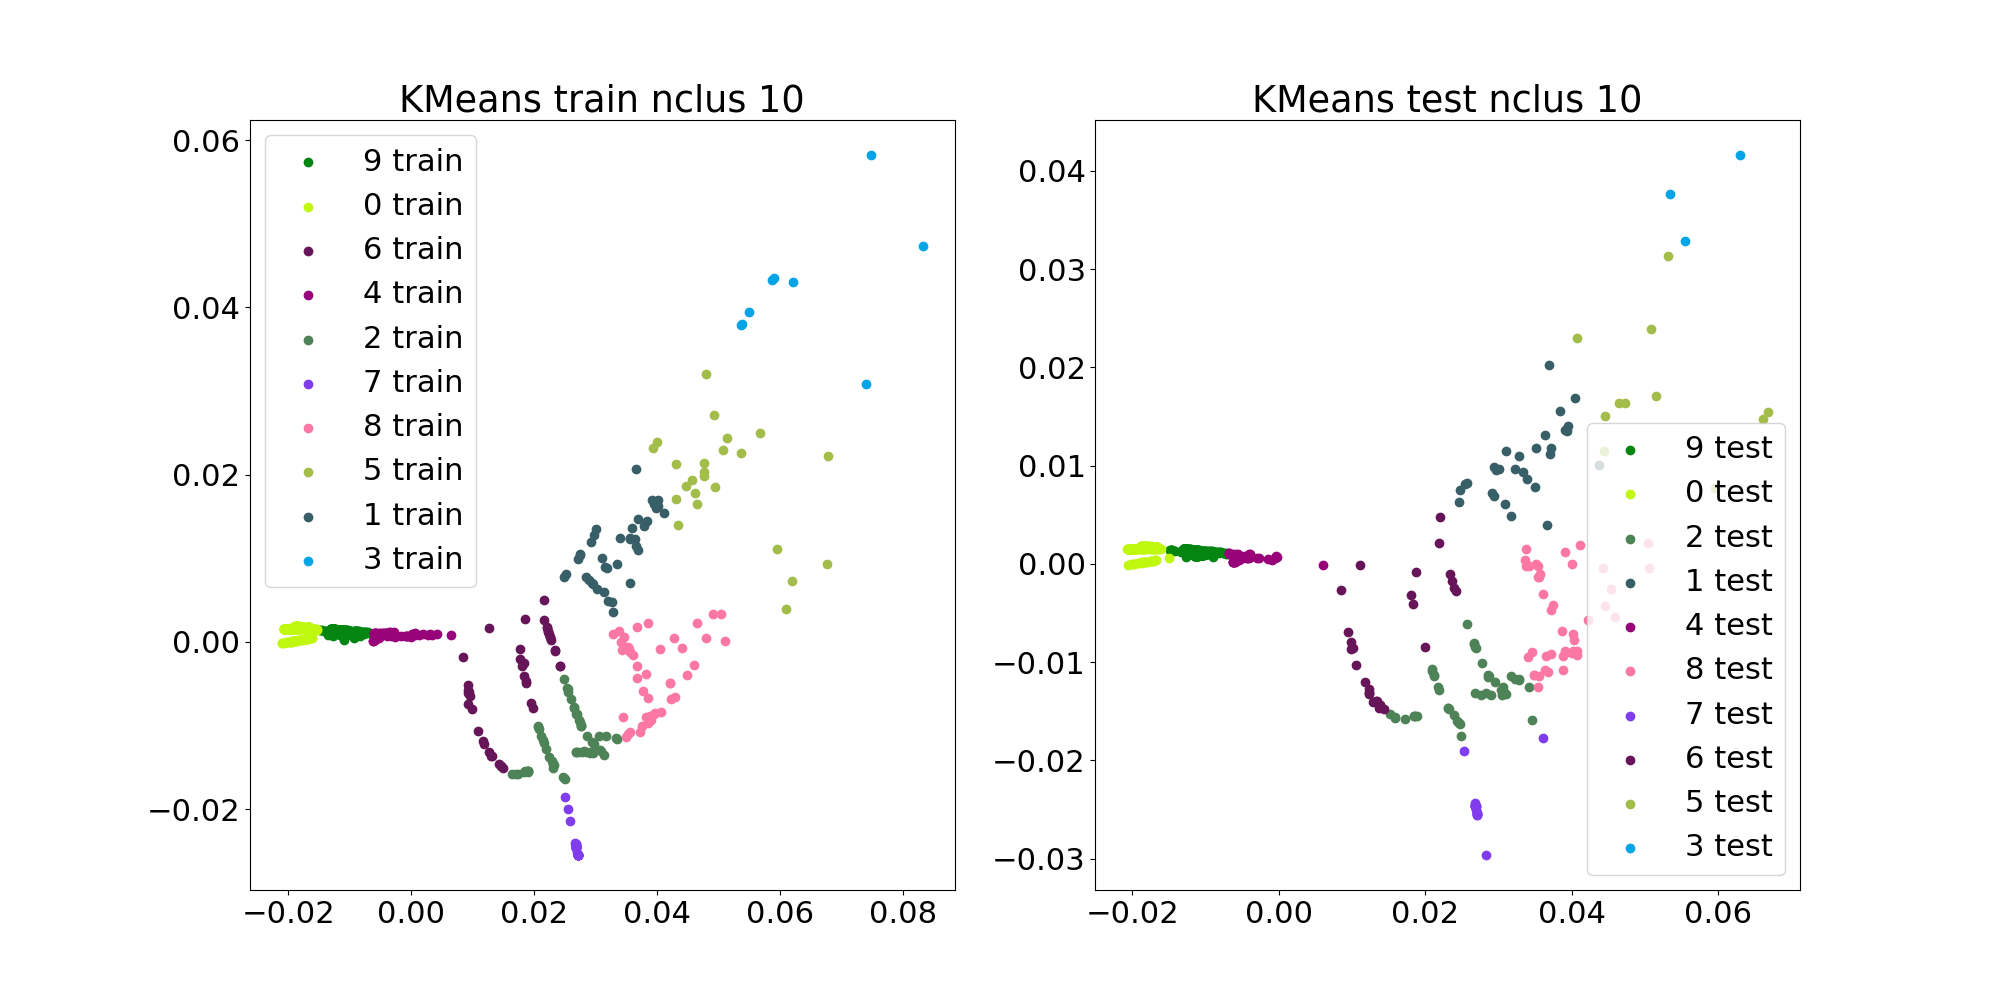 KMeans train nclus 10
0.06
0.04
0.02
0.00
−0.02
−0.02
0.00
0.02
0.04
0.06
0.08
9 train
0 train
6 train
4 train
2 train
7 train
8 train
5 train
1 train
3 train
KMeans test nclus 10
0.04
0.03
0.02
0.01
0.00
−0.01
−0.02
−0.03
−0.02
0.00
0.02
0.04
0.06
9 test
0 test
2 test
1 test
4 test
8 test
7 test
6 test
5 test
3 test